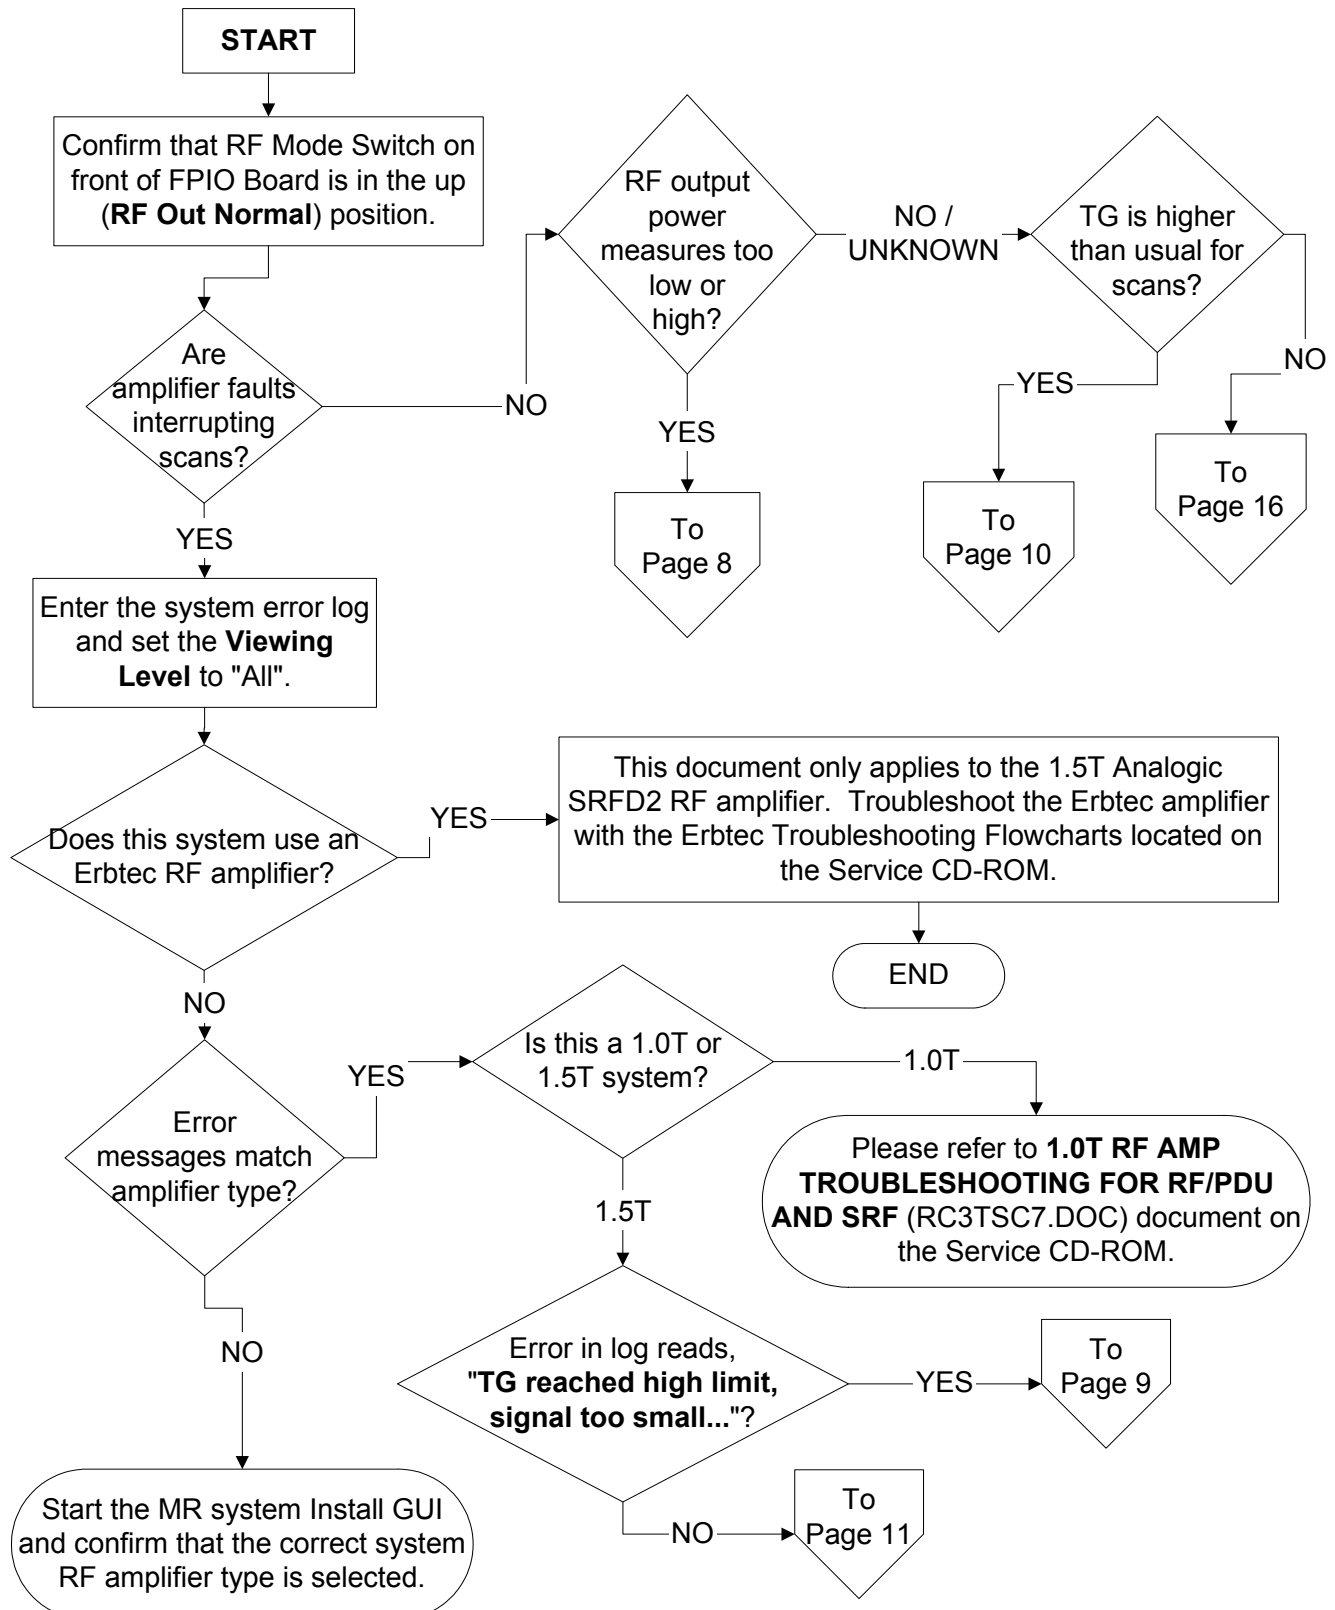 START
Confirm that RF Mode Switch on
front of FPIO Board is in the up
(RF Out Normal) position.
Are
amplifier faults
interrupting
scans?
NO
RF output
power
measures too
low or
high?
NO /
UNKNOWN
TG is higher
than usual for
scans?
YES
To
Page 8
YES
To
Page 10
NO
To
Page 16
YES
Enter the system error log
and set the Viewing
Level to "All".
Does this system use an
Erbtec RF amplifier?
YES
This document only applies to the 1.5T Analogic
SRFD2 RF amplifier. Troubleshoot the Erbtec amplifier
with the Erbtec Troubleshooting Flowcharts located on
the Service CD-ROM.
END
NO
Error
messages match
amplifier type?
YES
Is this a 1.0T or
1.5T system?
1.0T
Please refer to 1.0T RF AMP
TROUBLESHOOTING FOR RF/PDU
AND SRF (RC3TSC7.DOC) document on
the Service CD-ROM.
1.5T
Error in log reads,
"TG reached high limit,
signal too small..."?
YES
To
Page 9
NO
To
Page 11
NO
Start the MR system Install GUI
and confirm that the correct system
RF amplifier type is selected.